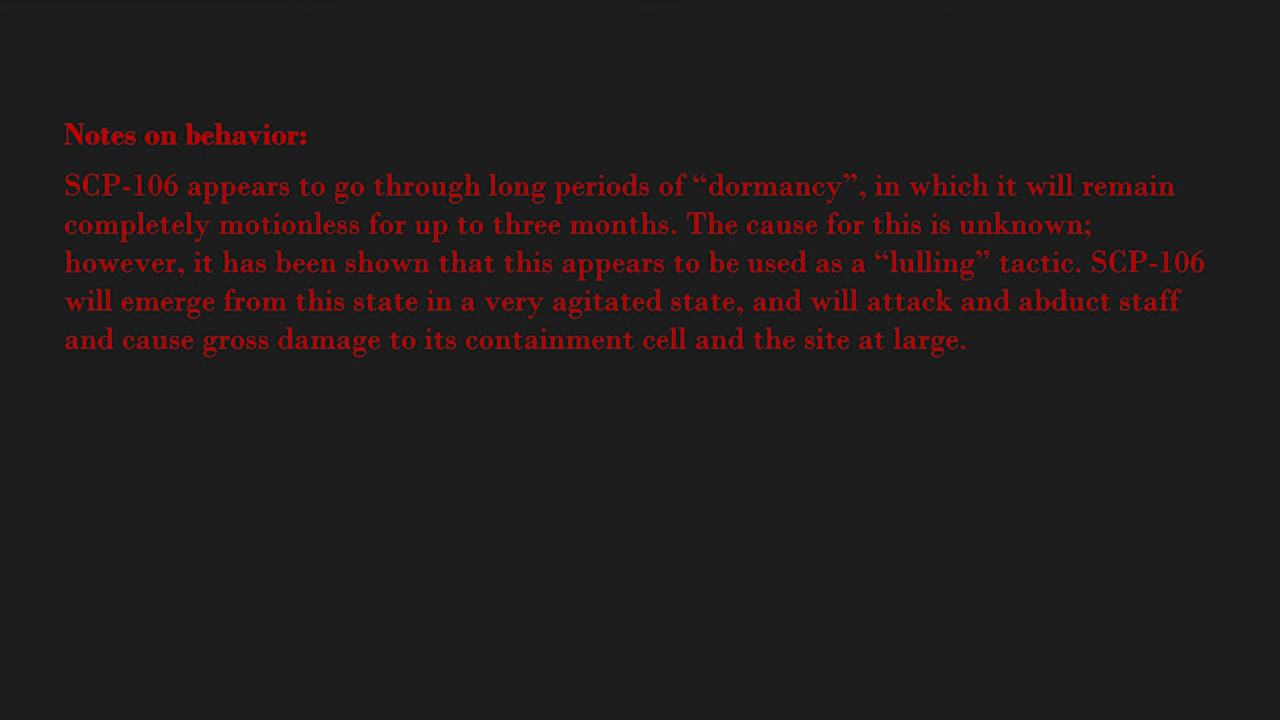 Notes on behavior:
SCP-106 appears to go through long periods of “dormancy”, in which it will remain
completely motionless for up to three months. The cause for this is unknown;
however, it has been shown that this appears to be used as a “lulling” tactic. SCP-106
will emerge from this state in a very agitated state, and will attack and abduct staff
and cause gross damage to its containment cell and the site at large.